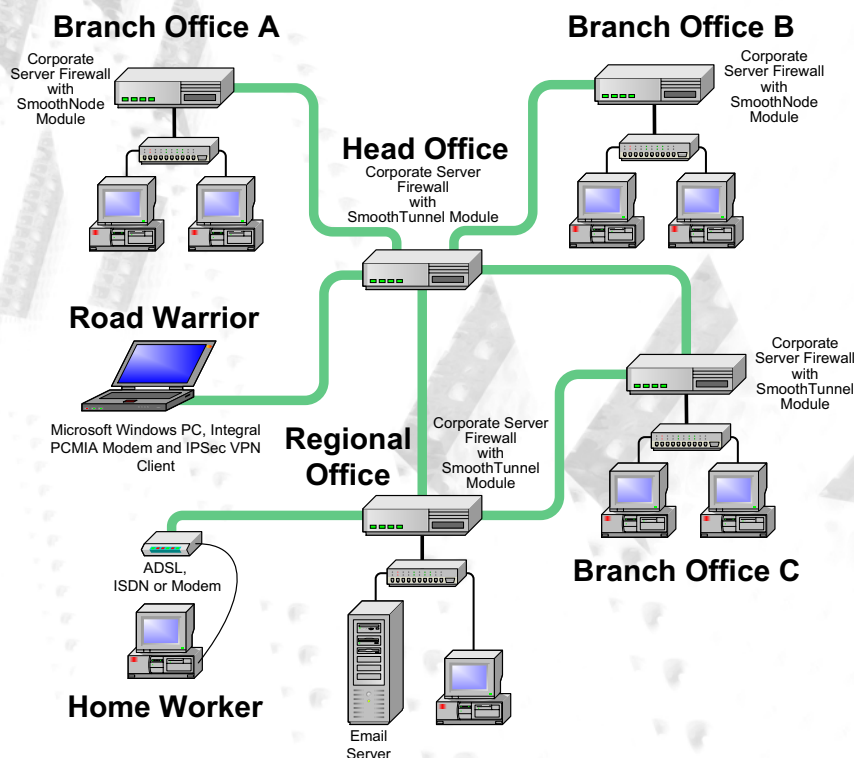 Branch Office A
Corporate
Server Firewall
with
SmoothNode
Module
Branch Office B
Corporate
Server Firewall
with
SmoothNode
Module
Head Office
Corporate Server
Firewall
with
SmoothTunnel Module
Road Warrior
Microsoft Windows PC, Integral
PCMIA Modem and IPSec VPN
Client
Corporate
Server Firewall
with
SmoothTunnel
Module
Branch Office C
Regional
Office
Corporate Server
Firewall
with
SmoothTunnel
Module
ADSL,
ISDN or Modem
Home Worker
Email
Server